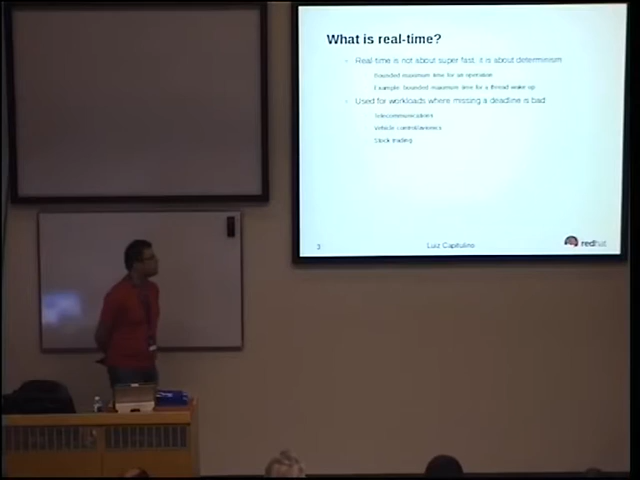 What is real-time?
Real-time is not about super fast, it is about determinism
Bounded maximum time for an operation
Example: bounded maximum time for a thread wake up
Used for workloads where missing a deadline is bad
Telecommunications
Vehicle control/avionics
Stock trading
3
Luiz Capitulino
redhat